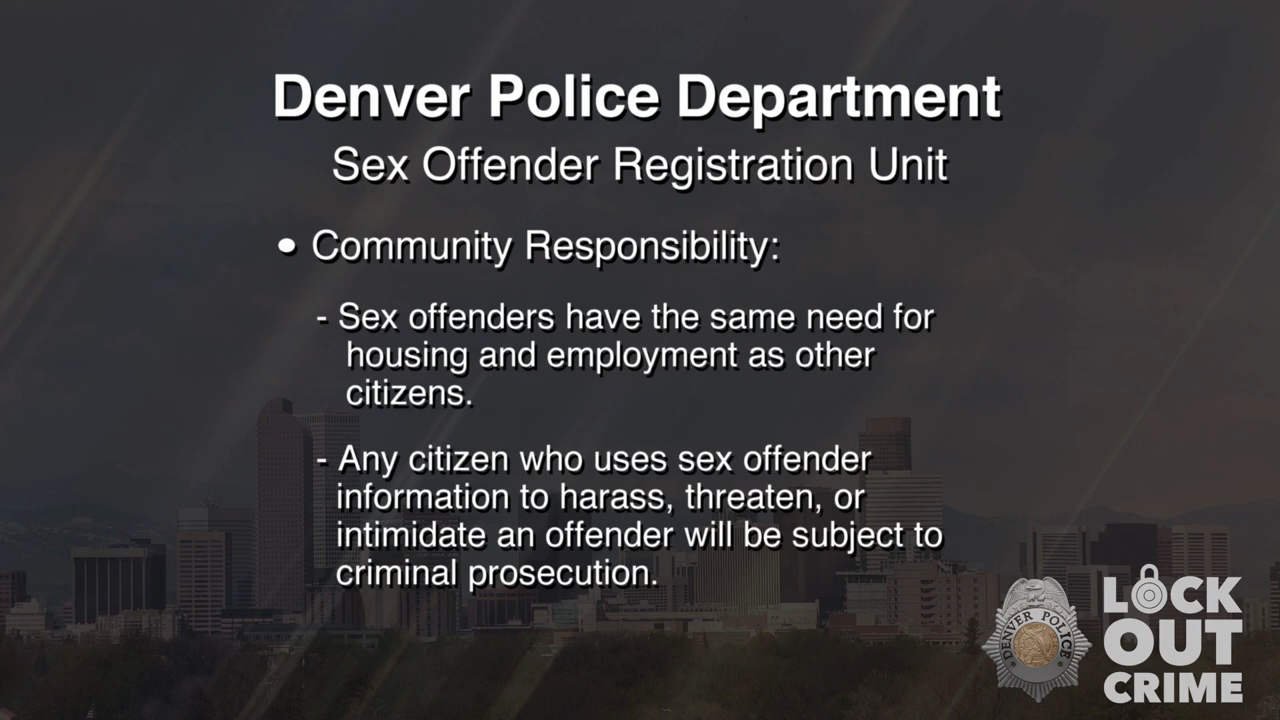 Denver Police Department
Sex Offender Registration Unit
• Community Responsibility:
- Sex offenders have the same need for
housing and employment as other
citizens.
- Any citizen who uses sex offender
information to harass, threaten, or
intimidate an offender will be subject to
criminal prosecution.
DENVER POLICE
LOCK
OUT
CRIME